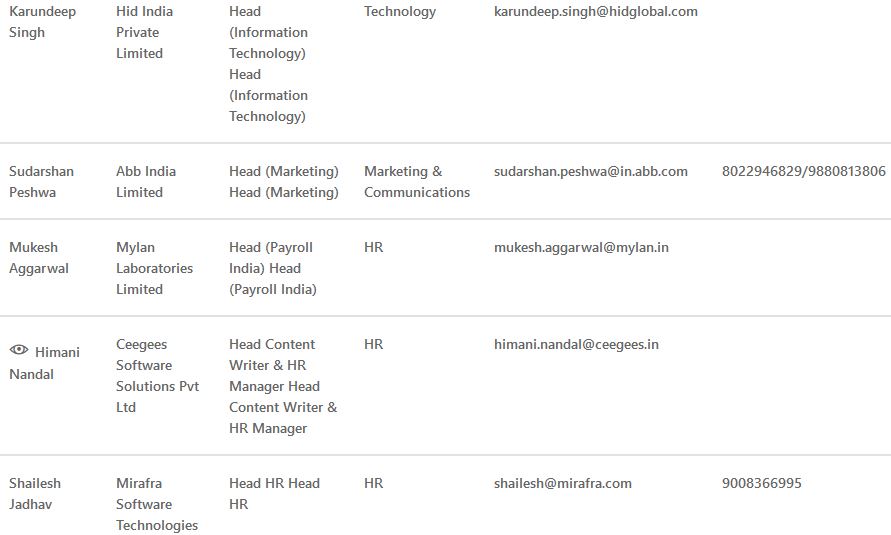 Karundeep Singh
Hid India Private Limited
Head (Information Technology) Head (Information Technology)
Technology
karundeep.singh@hidglobal.com
Sudarshan Peshwa
Abb India Limited
Head (Marketing) Head (Marketing)
Marketing & Communications
sudarshan.peshwa@in.abb.com
8022946829/9880813806
Mukesh Aggarwal
Mylan Laboratories Limited
Head (Payroll India) Head (Payroll India)
HR
mukesh.aggarwal@mylan.in
Himani Nandal
Ceegees Software Solutions Pvt Ltd
Head Content Writer & HR Manager Head Content Writer & HR Manager
HR
himani.nandal@ceegees.in
Shailesh Jadhav
Mirafra Software Technologies
Head HR Head HR
HR
shailesh@mirafra.com
9008366995